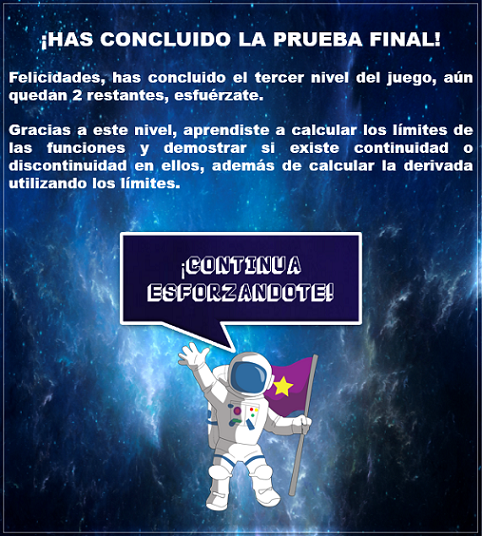 ¡HAS CONCLUIDO LA PRUEBA FINAL!
Felicidades, has concluido el tercer nivel del juego, aún
quedan 2 restantes, esfuérzate.
Gracias a este nivel, aprendiste a calcular los límites de
las funciones y demostrar si existe continuidad o
discontinuidad en ellos, además de calcular la derivada
utilizando los límites.
¡CONTINUA
ESFORZANDOTE!